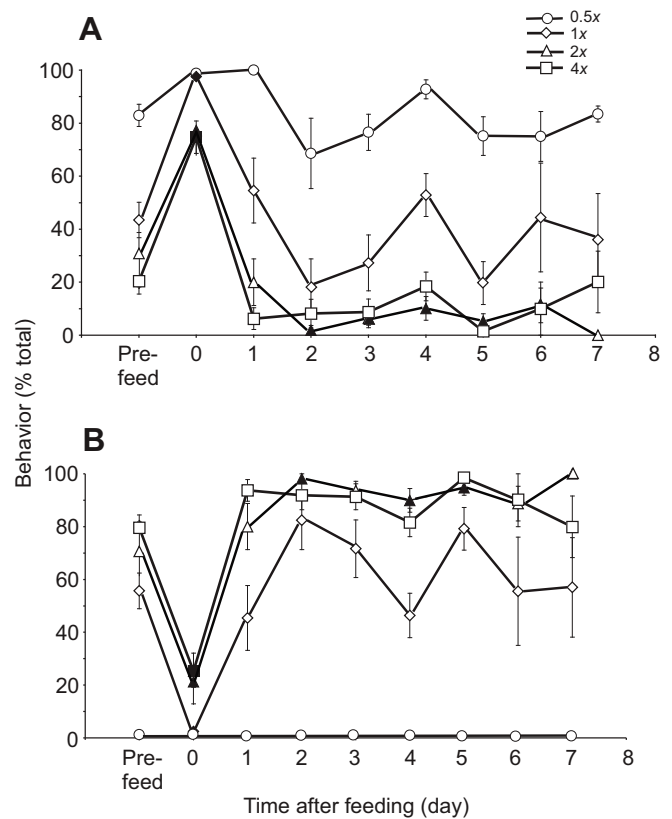 A
0.5x
1x
2x
4x
100
80
60
40
20
0
Pre-
feed
0 1 2 3 4 5 6 7 8
Behavior (% total)
B
100
80
60
40
20
0
Pre-
feed
0 1 2 3 4 5 6 7 8
Time after feeding (day)